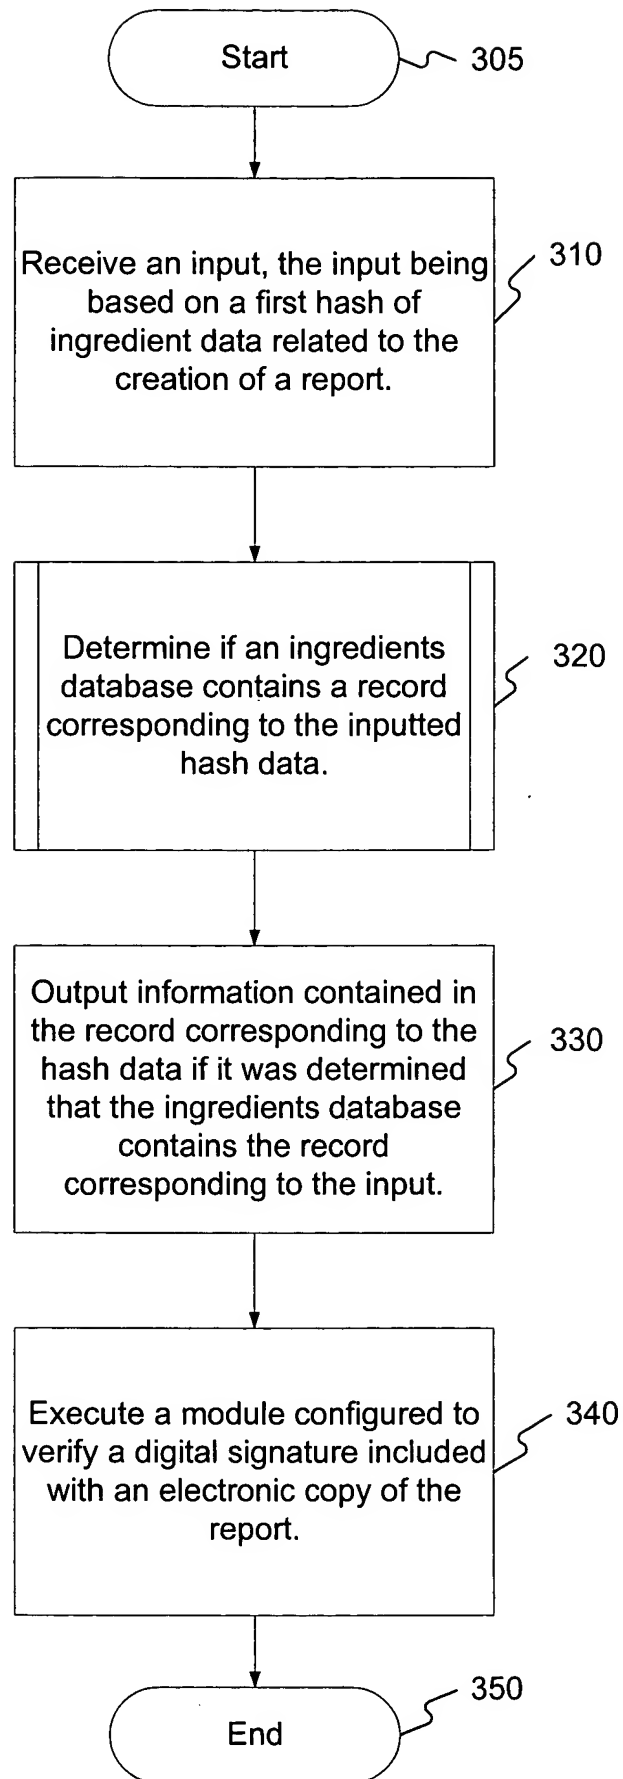 Start
305
Receive an input, the input being
based on a first hash of
ingredient data related to the
creation of a report.
310
Determine if an ingredients
database contains a record
corresponding to the inputted
hash data.
320
Output information contained in
the record corresponding to the
hash data if it was determined
that the ingredients database
contains the record
corresponding to the input.
330
Execute a module configured to
verify a digital signature included
with an electronic copy of the
report.
340
End
350